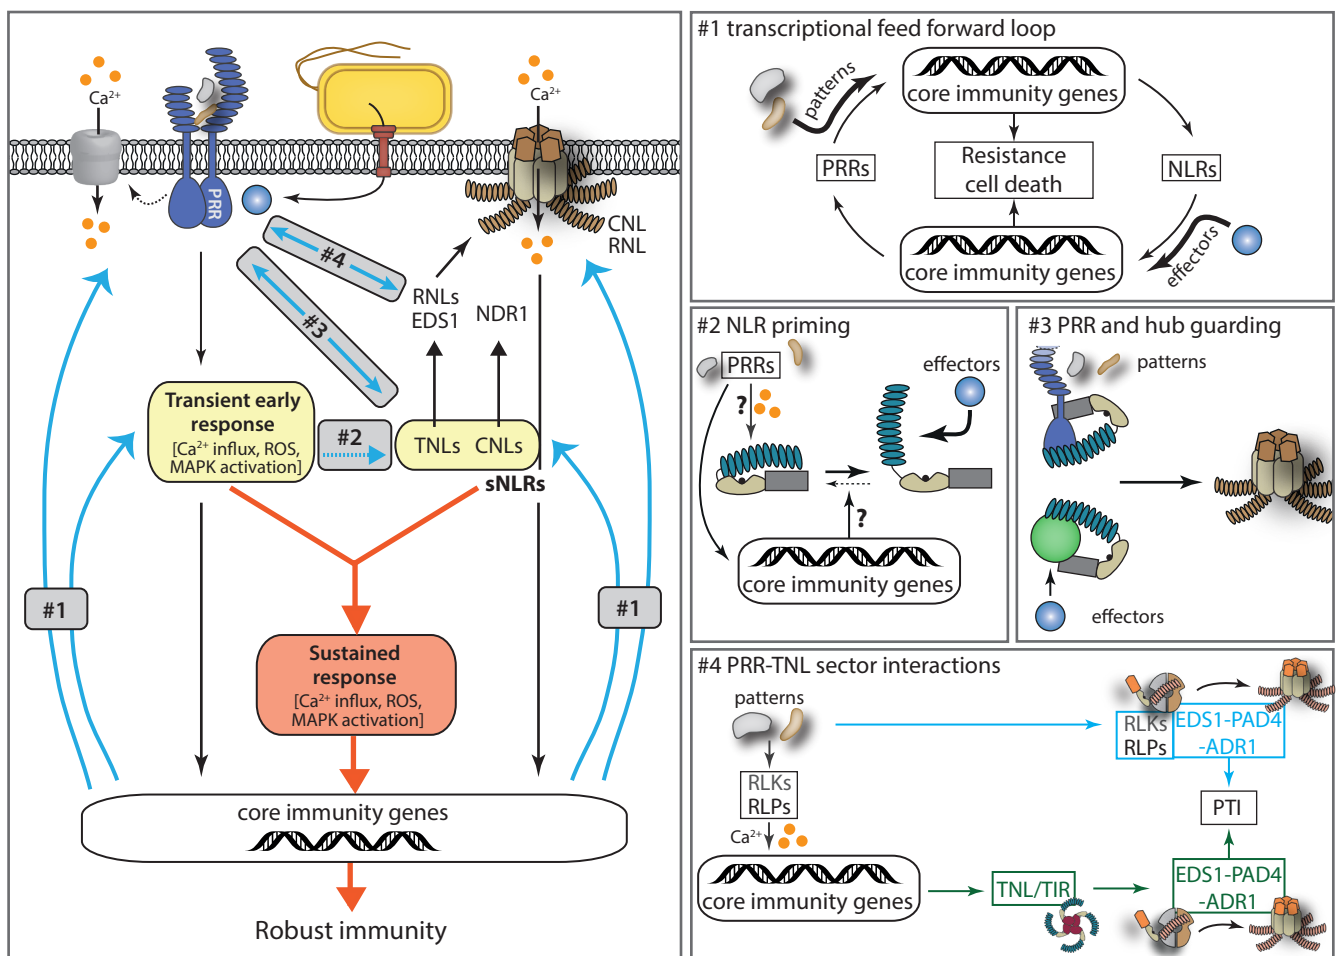 Ca²⁺
PRR
Ca²⁺
CNL
RNL
#4
#3
RNLs
EDS1
NDR1
Transient early
response
[Ca²⁺ influx, ROS,
MAPK activation]
#2
TNLs CNLs
sNLRs
#1
#1
Sustained
response
[Ca²⁺ influx, ROS,
MAPK activation]
core immunity genes
Robust immunity
#1 transcriptional feed forward loop
patterns
core immunity genes
PRRs
Resistance
cell death
NLRs
effectors
core immunity genes
#2 NLR priming
PRRs
?
effectors
?
core immunity genes
#3 PRR and hub guarding
patterns
effectors
#4 PRR-TNL sector interactions
patterns
RLKs
RLPs
Ca²⁺
core immunity genes
TNL/TIR
RLKs
RLPs
EDS1-PAD4
-ADR1
PTI
EDS1-PAD4
-ADR1